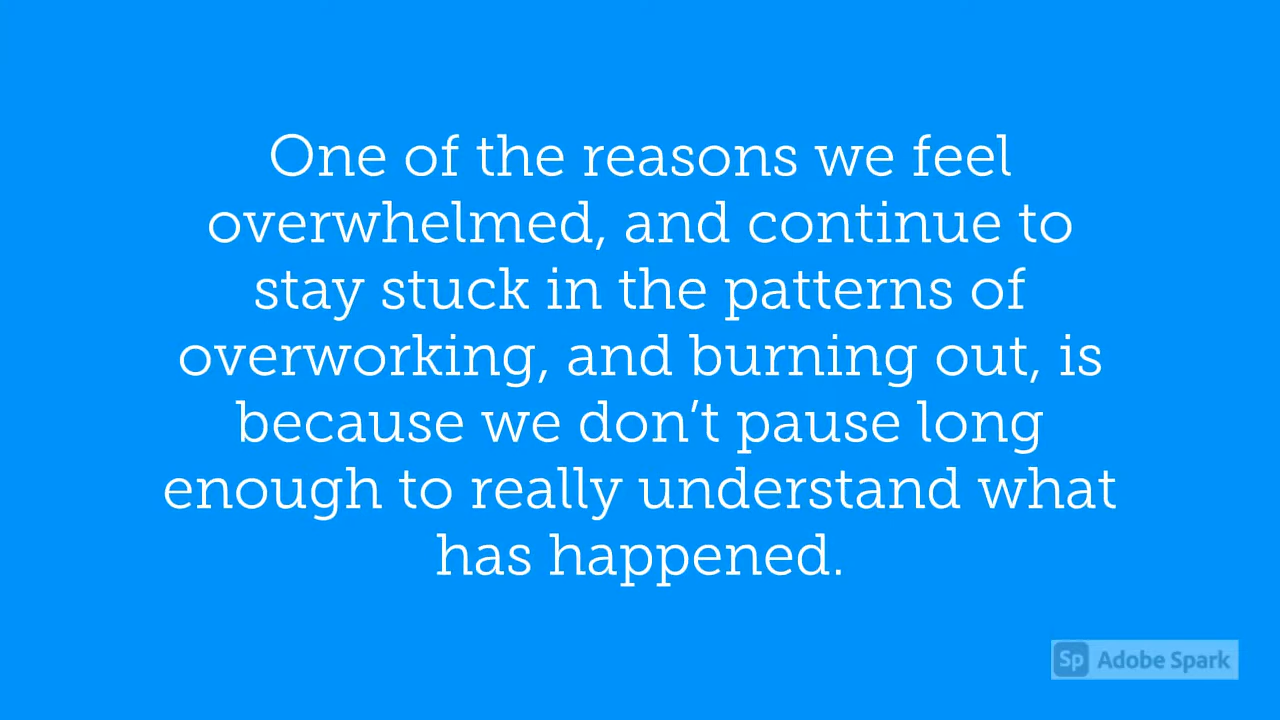 One of the reasons we feel
overwhelmed, and continue to
stay stuck in the patterns of
overworking, and burning out, is
because we don’t pause long
enough to really understand what
has happened.
Sp Adobe Spark